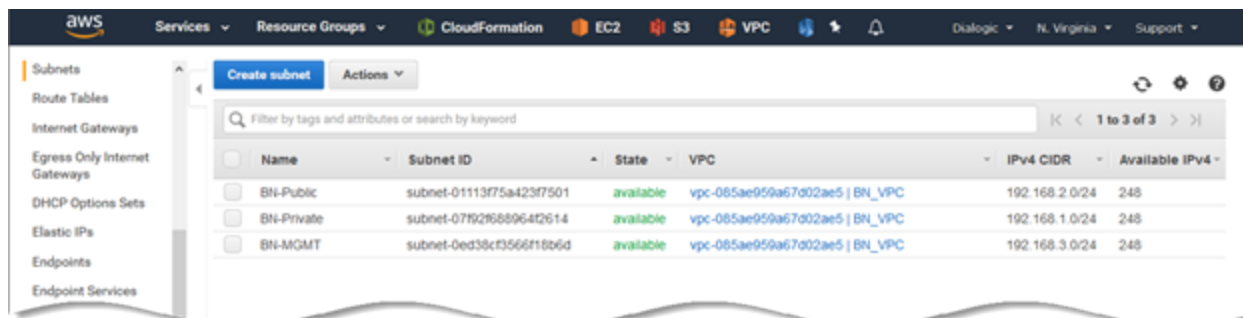 aws Services Resource Groups CloudFormation EC2 S3 VPC Dialogic N. Virginia Support
Subnets
Route Tables
Internet Gateways
Egress Only Internet
Gateways
DHCP Options Sets
Elastic IPs
Endpoints
Endpoint Services
Create subnet Actions
Filter by tags and attributes or search by keyword 1 to 3 of 3
Name Subnet ID State VPC IPv4 CIDR Available IPv4
BN-Public subnet-01113f75a423f7501 available vpc-085ae959a67d02ae5 | BN_VPC 192.168.2.0/24 248
BN-Private subnet-07f92f688964f2614 available vpc-085ae959a67d02ae5 | BN_VPC 192.168.1.0/24 248
BN-MGMT subnet-0ed38cf3566f18b6d available vpc-085ae959a67d02ae5 | BN_VPC 192.168.3.0/24 248